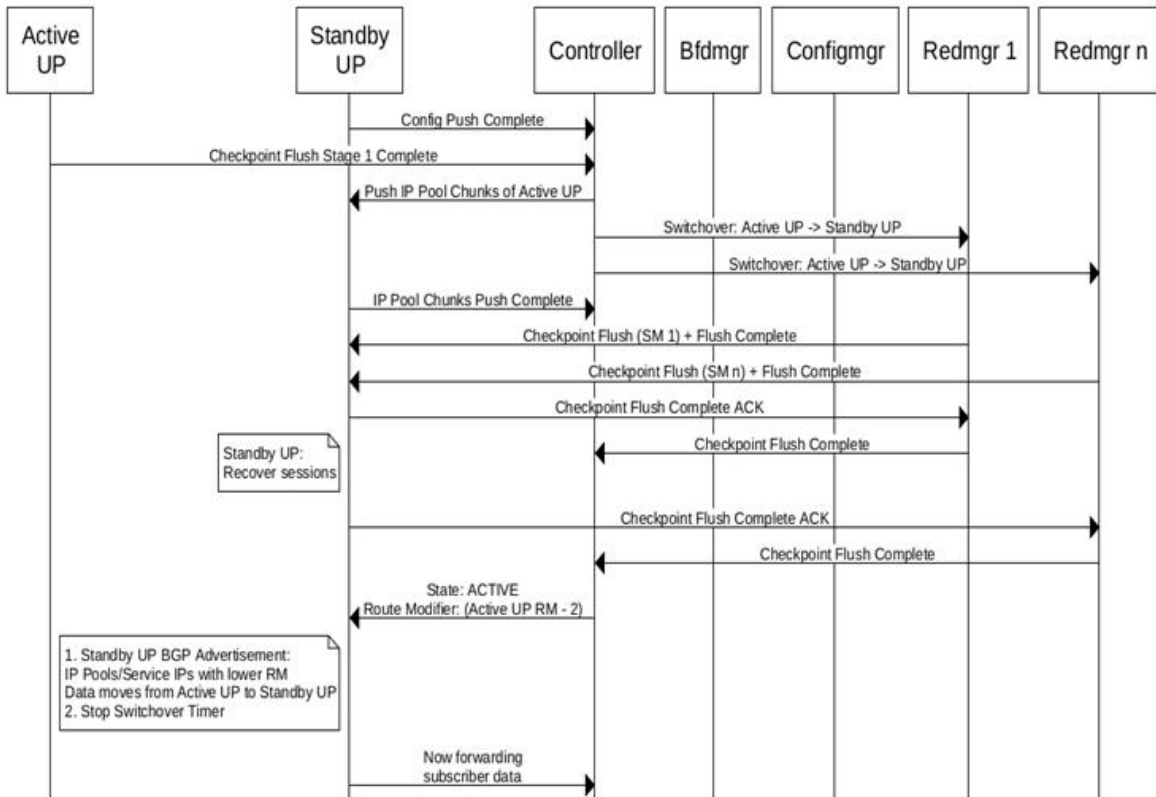 Active
UP
Standby
UP
Controller
Bfdmgr
Configmgr
Redmgr 1
Redmgr n
Config Push Complete
Checkpoint Flush Stage 1 Complete
Push IP Pool Chunks of Active UP
Switchover: Active UP -> Standby UP
Switchover: Active UP -> Standby UP
IP Pool Chunks Push Complete
Checkpoint Flush (SM 1) + Flush Complete
Checkpoint Flush (SM n) + Flush Complete
Checkpoint Flush Complete ACK
Checkpoint Flush Complete
Standby UP:
Recover sessions
Checkpoint Flush Complete ACK
Checkpoint Flush Complete
State: ACTIVE
Route Modifier: (Active UP RM - 2)
1. Standby UP BGP Advertisement:
IP Pools/Service IPs with lower RM
Data moves from Active UP to Standby UP
2. Stop Switchover Timer
Now forwarding
subscriber data